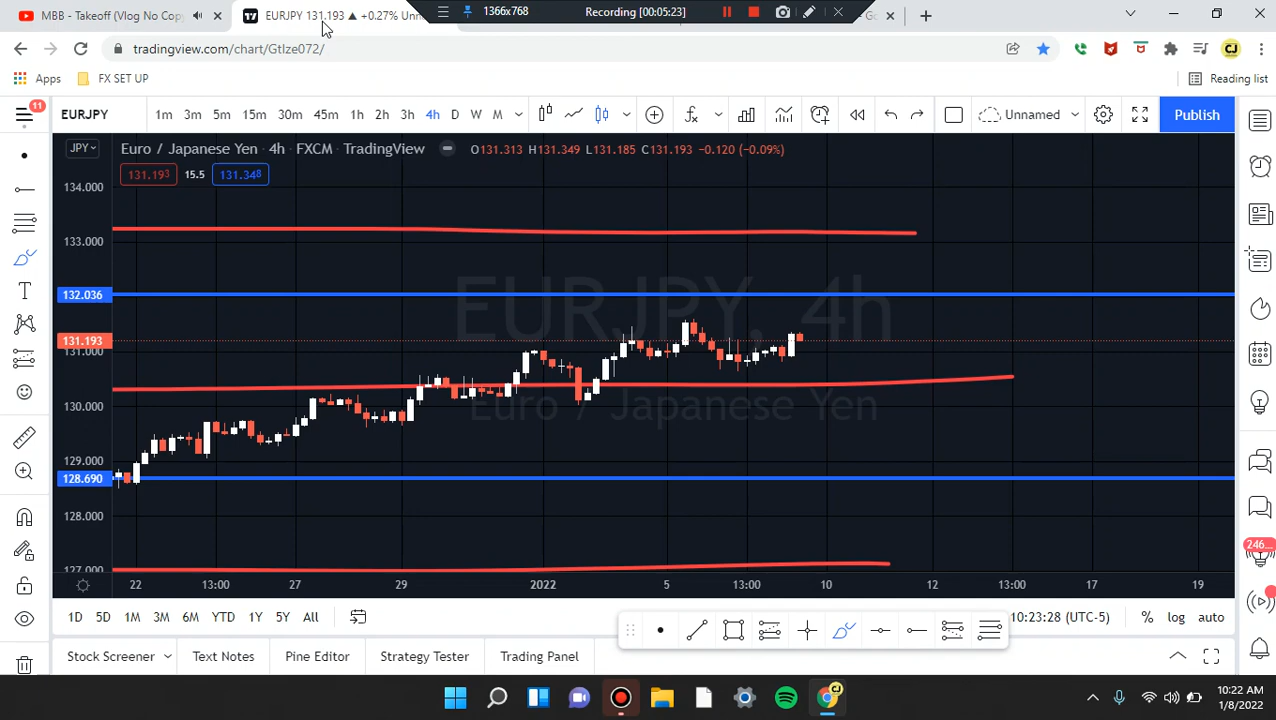 MBB - Takeoff (Vlog No Cop
EURJPY 131.193 ▲ +0.27% Unn
1366x768
Recording [00:05:23]
tradingview.com/chart/GtIze072/
Apps
FX SET UP
Reading list
11
EURJPY
1m 3m 5m 15m 30m 45m 1h 2h 3h 4h D W M
Unnamed
Publish
JPY
Euro / Japanese Yen · 4h · FXCM · TradingView
O131.313 H131.349 L131.185 C131.193 −0.120 (−0.09%)
131.193 15.5 131.348
134.000
133.000
132.036
131.193
131.000
130.000
129.000
128.690
128.000
127.000
EURJPY, 4h
Euro / Japanese Yen
22 13:00 27 29 2022 5 13:00 10 12 13:00 17 19
1D 5D 1M 3M 6M YTD 1Y 5Y All
10:23:28 (UTC-5) % log auto
246...
Stock Screener Text Notes Pine Editor Strategy Tester Trading Panel
CJ
10:22 AM
1/8/2022